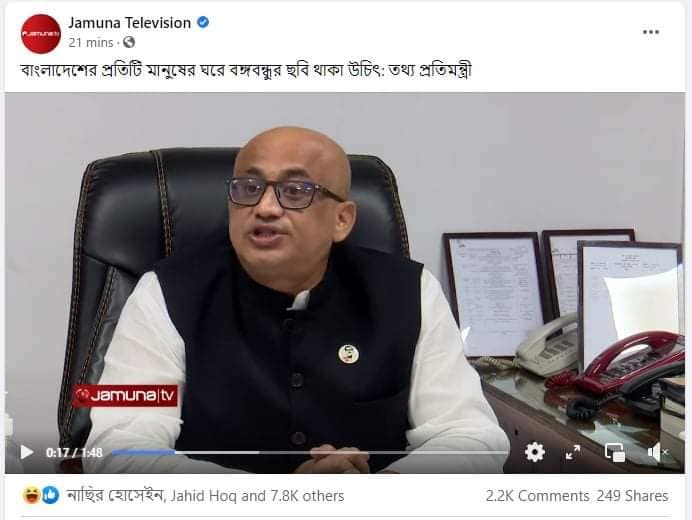 Jamuna Television
21 mins ·
বাংলাদেশের প্রতিটি মানুষের ঘরে বঙ্গবন্ধুর ছবি থাকা উচিৎ: তথ্য প্রতিমন্ত্রী
JAMUNA|tv
0:17 / 1:48
নাছির হোসেইন, Jahid Hoq and 7.8K others
2.2K Comments 249 Shares